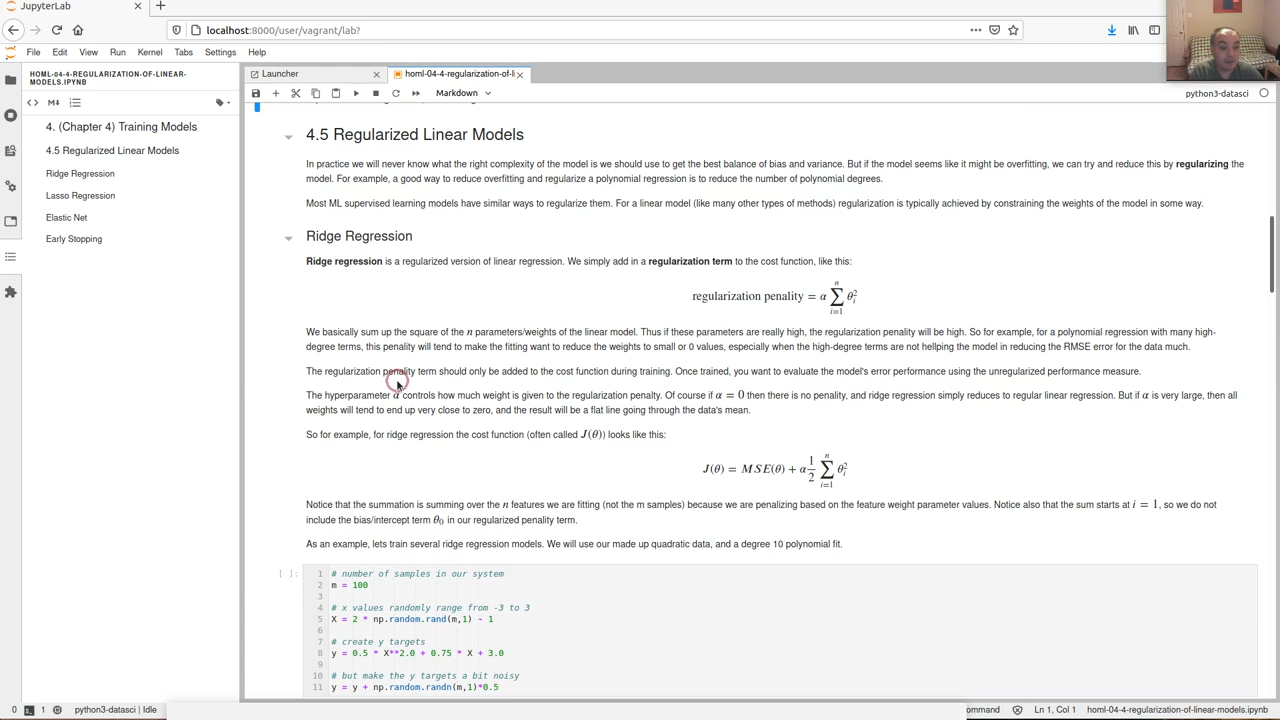 JupyterLab
localhost:8000/user/vagrant/lab?
File Edit View Run Kernel Tabs Settings Help
HOML-04-4-REGULARIZATION-OF-LINEAR-MODELS.IPYNB
4. (Chapter 4) Training Models
4.5 Regularized Linear Models
Ridge Regression
Lasso Regression
Elastic Net
Early Stopping
Launcher
homl-04-4-regularization-of-li
Markdown
python3-datasci
4.5 Regularized Linear Models
In practice we will never know what the right complexity of the model is we should use to get the best balance of bias and variance. But if the model seems like it might be overfitting, we can try and reduce this by regularizing the
model. For example, a good way to reduce overfitting and regularize a polynomial regression is to reduce the number of polynomial degrees.
Most ML supervised learning models have similar ways to regularize them. For a linear model (like many other types of methods) regularization is typically achieved by constraining the weights of the model in some way.
Ridge Regression
Ridge regression is a regularized version of linear regression. We simply add in a regularization term to the cost function, like this:
regularization penality = α ∑_{i=1}^{n} θ_i^2
We basically sum up the square of the n parameters/weights of the linear model. Thus if these parameters are really high, the regularization penality will be high. So for example, for a polynomial regression with many high-
degree terms, this penality will tend to make the fitting want to reduce the weights to small or 0 values, especially when the high-degree terms are not hellping the model in reducing the RMSE error for the data much.
The regularization penality term should only be added to the cost function during training. Once trained, you want to evaluate the model's error performance using the unregularized performance measure.
The hyperparameter α controls how much weight is given to the regularization penalty. Of course if α = 0 then there is no penality, and ridge regression simply reduces to regular linear regression. But if α is very large, then all
weights will tend to end up very close to zero, and the result will be a flat line going through the data's mean.
So for example, for ridge regression the cost function (often called J(θ)) looks like this:
J(θ) = MSE(θ) + α 1/2 ∑_{i=1}^{n} θ_i^2
Notice that the summation is summing over the n features we are fitting (not the m samples) because we are penalizing based on the feature weight parameter values. Notice also that the sum starts at i = 1, so we do not
include the bias/intercept term θ_0 in our regularized penality term.
As an example, lets train several ridge regression models. We will use our made up quadratic data, and a degree 10 polynomial fit.
[ ]:
1 # number of samples in our system
2 m = 100
3
4 # x values randomly range from -3 to 3
5 X = 2 * np.random.rand(m,1) - 1
6
7 # create y targets
8 y = 0.5 * X**2.0 + 0.75 * X + 3.0
9
10 # but make the y targets a bit noisy
11 y = y + np.random.randn(m,1)*0.5
0 1 python3-datasci | Idle
ommand Ln 1, Col 1 homl-04-4-regularization-of-linear-models.ipynb